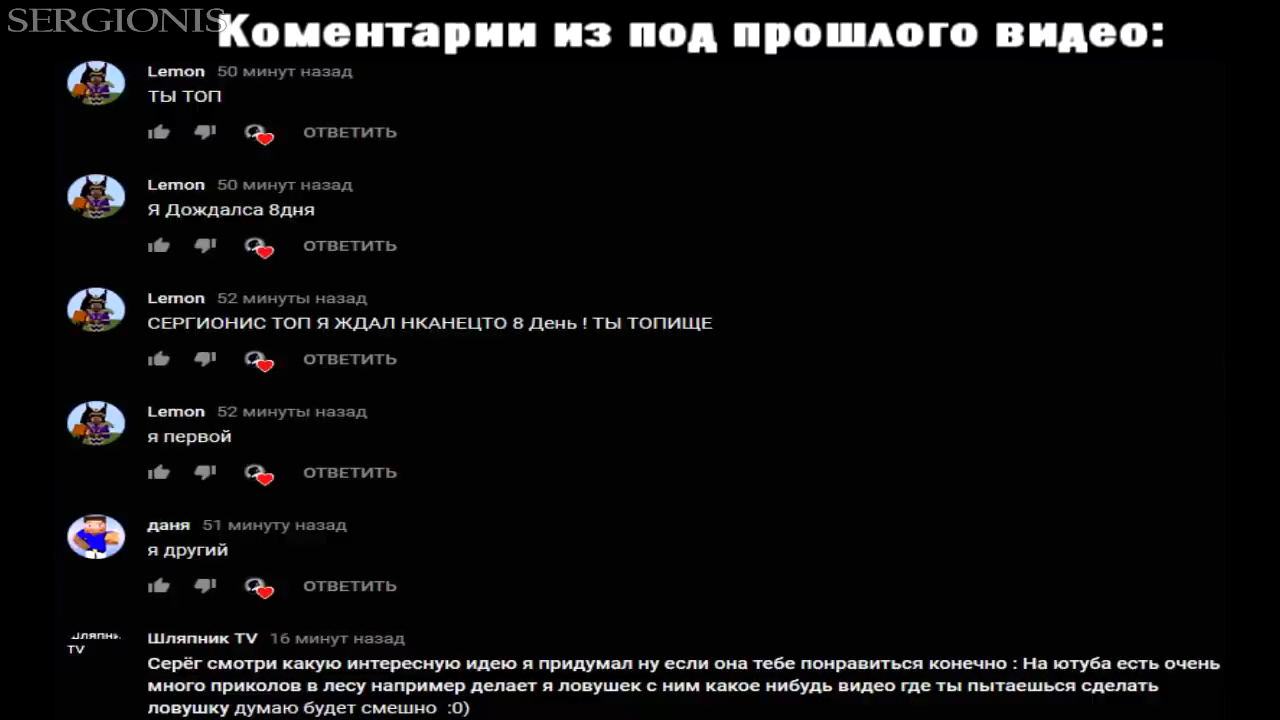 SERGIONIS
Коментарии из под прошлого видео:
Lemon 50 минут назад
ТЫ ТОП
ОТВЕТИТЬ
Lemon 50 минут назад
Я Дождалса 8дня
ОТВЕТИТЬ
Lemon 52 минуты назад
СЕРГИОНИС ТОП Я ЖДАЛ НКАНЕЦТО 8 День ! ТЫ ТОПИЩЕ
ОТВЕТИТЬ
Lemon 52 минуты назад
я первой
ОТВЕТИТЬ
даня 51 минуту назад
я другий
ОТВЕТИТЬ
TV
Шляпник TV 16 минут назад
Серёг смотри какую интересную идею я придумал ну если она тебе понравиться конечно : На ютуба есть очень
много приколов в лесу например делает я ловушек с ним какое нибудь видео где ты пытаешься сделать
ловушку думаю будет смешно :0)